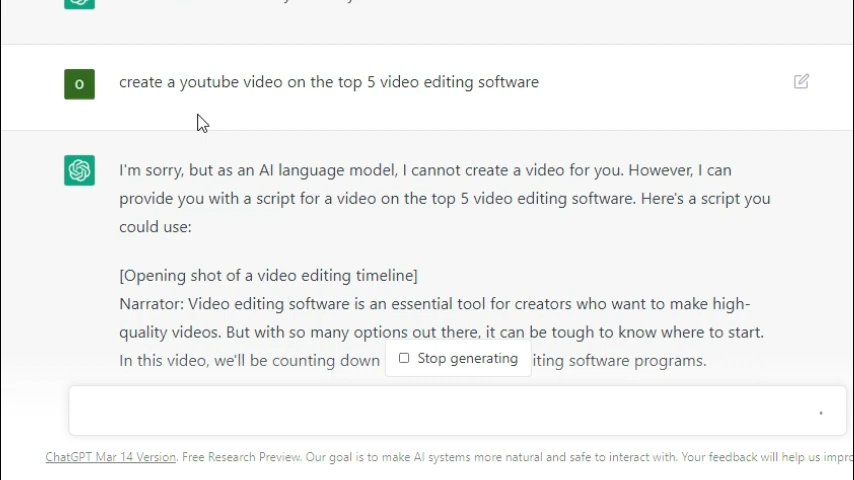 O
create a youtube video on the top 5 video editing software
I'm sorry, but as an AI language model, I cannot create a video for you. However, I can
provide you with a script for a video on the top 5 video editing software. Here's a script you
could use:
[Opening shot of a video editing timeline]
Narrator: Video editing software is an essential tool for creators who want to make high-
quality videos. But with so many options out there, it can be tough to know where to start.
In this video, we'll be counting down
Stop generating
iting software programs.
ChatGPT Mar 14 Version. Free Research Preview. Our goal is to make AI systems more natural and safe to interact with. Your feedback will help us impro